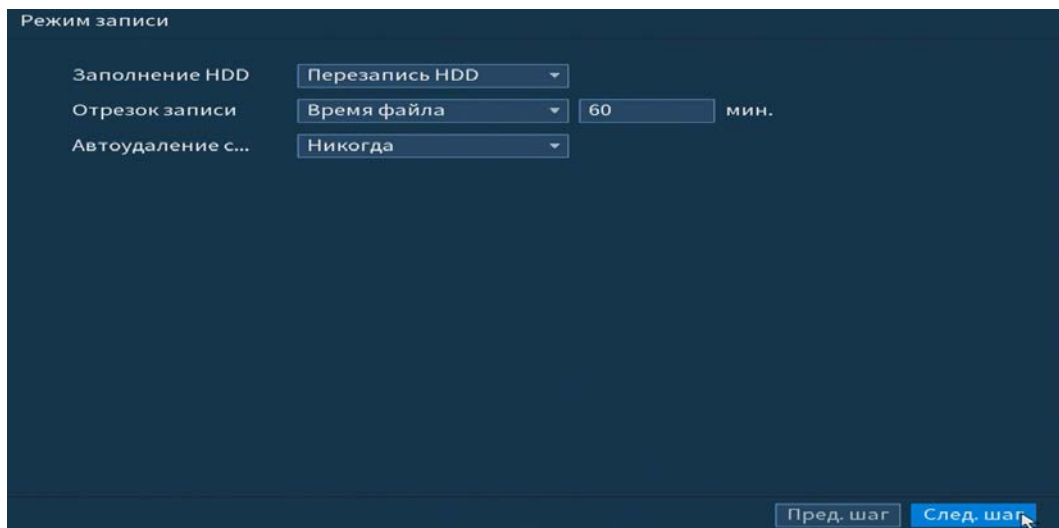 Режим записи
Заполнение HDD Перезапись HDD
Отрезок записи Время файла 60 мин.
Автоудаление с... Никогда
Пред. шаг След. шаг